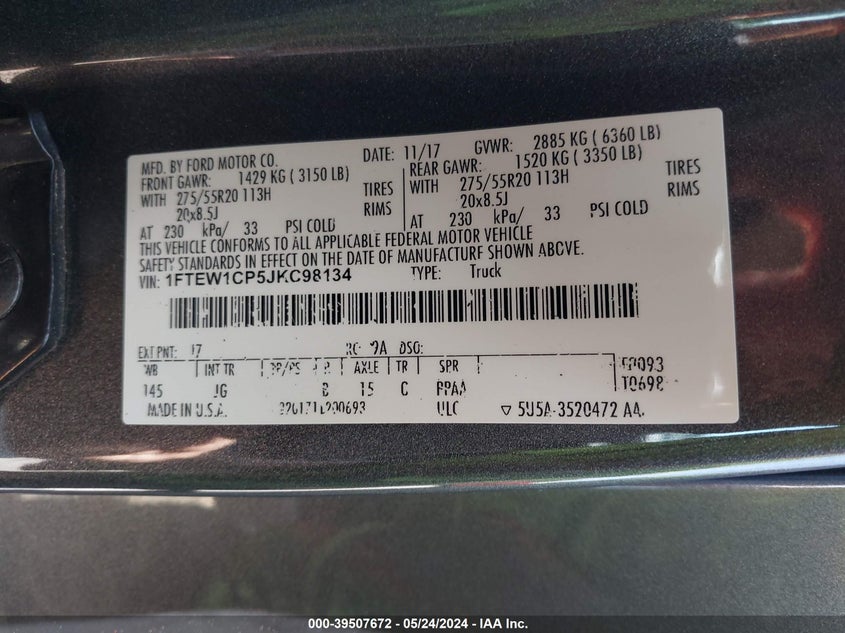 MFD. BY FORD MOTOR CO. DATE: 11/17 GVWR: 2885 KG ( 6360 LB)
FRONT GAWR: 1429 KG ( 3150 LB) REAR GAWR: 1520 KG ( 3350 LB)
WITH 275/55R20 113H TIRES WITH 275/55R20 113H TIRES
20x8.5J RIMS 20x8.5J RIMS
AT 230 kPa/ 33 PSI COLD AT 230 kPa/ 33 PSI COLD
THIS VEHICLE CONFORMS TO ALL APPLICABLE FEDERAL MOTOR VEHICLE
SAFETY STANDARDS IN EFFECT ON THE DATE OF MANUFACTURE SHOWN ABOVE.
VIN: 1FTEW1CP5JKC98134 TYPE: Truck
EXT PNT: DSO:
WB INT TR AXLE TR SPR
145 JG 15 C
T0698
MADE IN U.S.A. ULC ▽ 5U5A-3520472
000-39507672 - 05/24/2024 - IAA Inc.